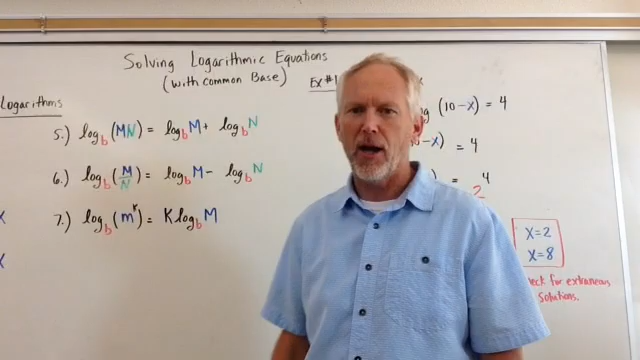 Solving Logarithmic Equations
(with common Base)
Logarithms
5.) log_b (MN) = log_b M + log_b N
6.) log_b (M/N) = log_b M - log_b N
7.) log_b (m^k) = K log_b M
Ex #1
(10-x) = 4
-x) = 4
) = 4
2
X=2
X=8
check for extraneous
solutions.
X
X